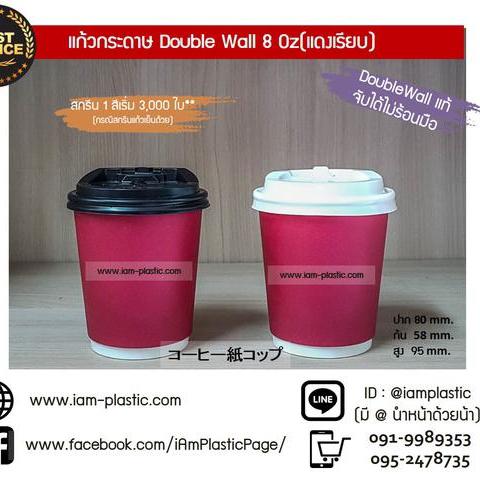 ST
ICE
แก้วกระดาษ Double Wall 8 Oz(แดงเรียบ)
สกรีน 1 สีเริ่ม 3,000 ใบ**
(กรณีสกรีนแก้วเย็นด้วย)
DoubleWall แท้
จับได้ไม่ร้อนมือ
www.iam-plastic.com
www.iam-plastic.com
ปาก 80 mm.
ก้น 58 mm.
สูง 95 mm.
コーヒー紙コップ
www.iam-plastic.com
www.facebook.com/iAmPlasticPage/
LINE
ID : @iamplastic
(มี @ นำหน้าด้วยน้า)
091-9989353
095-2478735